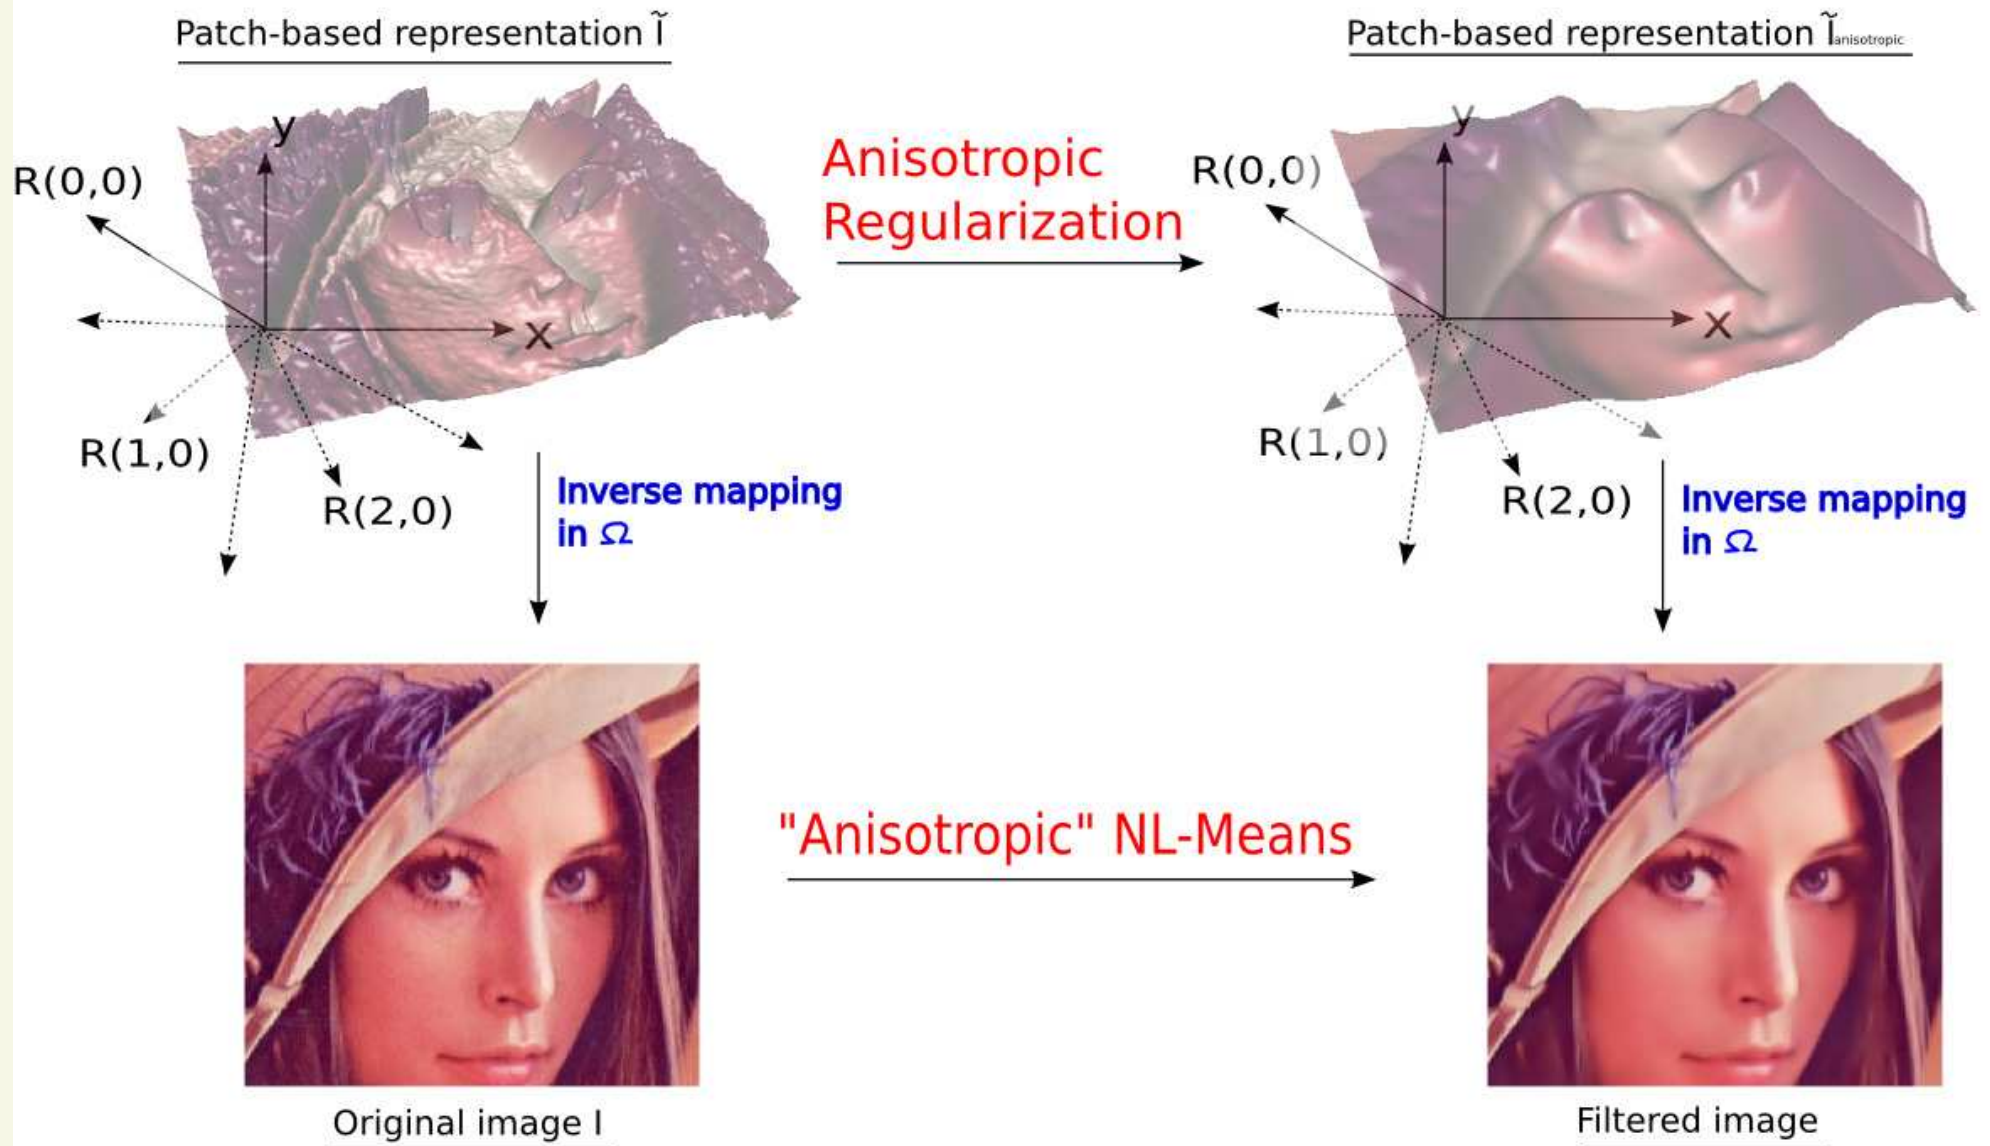 Patch-based representation Ĩ
Patch-based representation Ĩanisotropic
y
y
R(0,0)
Anisotropic
Regularization
R(0,0)
x
x
R(1,0)
R(2,0)
Inverse mapping
in Ω
R(1,0)
R(2,0)
Inverse mapping
in Ω
"Anisotropic" NL-Means
Original image I
Filtered image